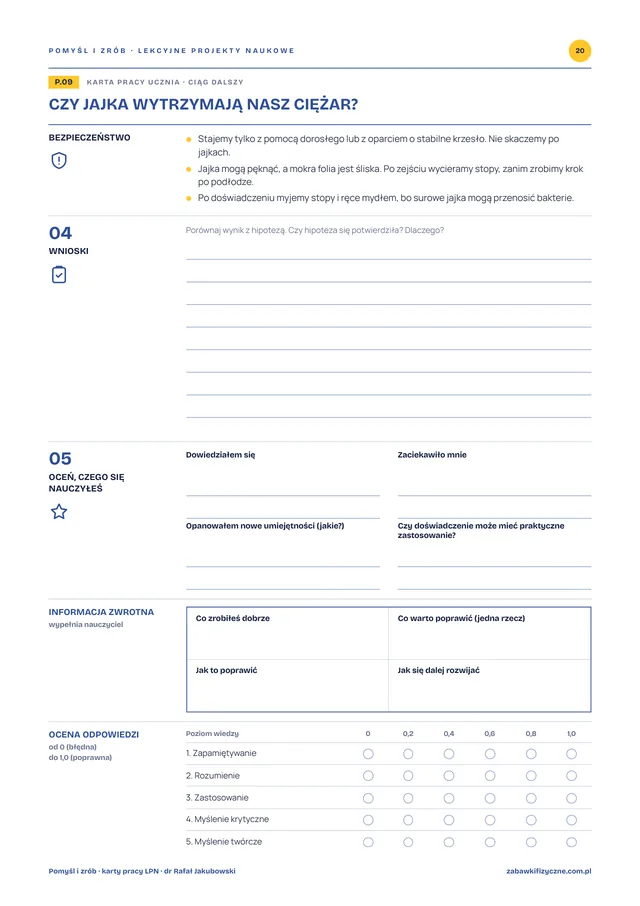 POMYŚL I ZRÓB · LEKCYJNE PROJEKTY NAUKOWE
20
P.09 KARTA PRACY UCZNIA · CIĄG DALSZY
CZY JAJKA WYTRZYMAJĄ NASZ CIĘŻAR?
BEZPIECZEŃSTWO
Stajemy tylko z pomocą dorosłego lub z oparciem o stabilne krzesło. Nie skaczemy po
jajkach.
Jajka mogą pęknąć, a mokra folia jest śliska. Po zejściu wycieramy stopy, zanim zrobimy krok
po podłodze.
Po doświadczeniu myjemy stopy i ręce mydłem, bo surowe jajka mogą przenosić bakterie.
04
WNIOSKI
Porównaj wynik z hipotezą. Czy hipoteza się potwierdziła? Dlaczego?
05
OCEŃ, CZEGO SIĘ
NAUCZYŁEŚ
Dowiedziałem się
Zaciekawiło mnie
Opanowałem nowe umiejętności (jakie?)
Czy doświadczenie może mieć praktyczne
zastosowanie?
INFORMACJA ZWROTNA
wypełnia nauczyciel
Co zrobiłeś dobrze
Co warto poprawić (jedna rzecz)
Jak to poprawić
Jak się dalej rozwijać
OCENA ODPOWIEDZI
od 0 (błędna)
do 1,0 (poprawna)
Poziom wiedzy 0 0,2 0,4 0,6 0,8 1,0
1. Zapamiętywanie
2. Rozumienie
3. Zastosowanie
4. Myślenie krytyczne
5. Myślenie twórcze
Pomyśl i zrób · karty pracy LPN · dr Rafał Jakubowski
zabawkifizyczne.com.pl